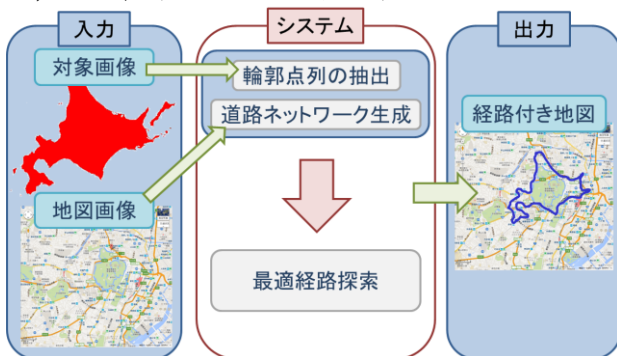 入力
対象画像
地図画像
システム
輪郭点列の抽出
道路ネットワーク生成
最適経路探索
出力
経路付き地図